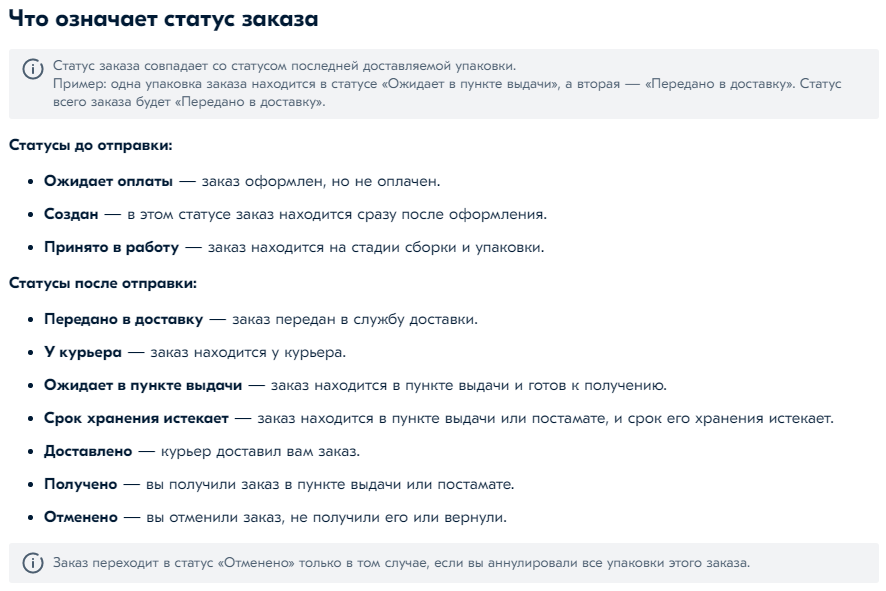 Что означает статус заказа
Статус заказа совпадает со статусом последней доставляемой упаковки.
Пример: одна упаковка заказа находится в статусе «Ожидает в пункте выдачи», а вторая — «Передано в доставку». Статус
всего заказа будет «Передано в доставку».
Статусы до отправки:
• Ожидает оплаты — заказ оформлен, но не оплачен.
• Создан — в этом статусе заказ находится сразу после оформления.
• Принято в работу — заказ находится на стадии сборки и упаковки.
Статусы после отправки:
• Передано в доставку — заказ передан в службу доставки.
• У курьера — заказ находится у курьера.
• Ожидает в пункте выдачи — заказ находится в пункте выдачи и готов к получению.
• Срок хранения истекает — заказ находится в пункте выдачи или постамате, и срок его хранения истекает.
• Доставлено — курьер доставил вам заказ.
• Получено — вы получили заказ в пункте выдачи или постамате.
• Отменено — вы отменили заказ, не получили его или вернули.
Заказ переходит в статус «Отменено» только в том случае, если вы аннулировали все упаковки этого заказа.